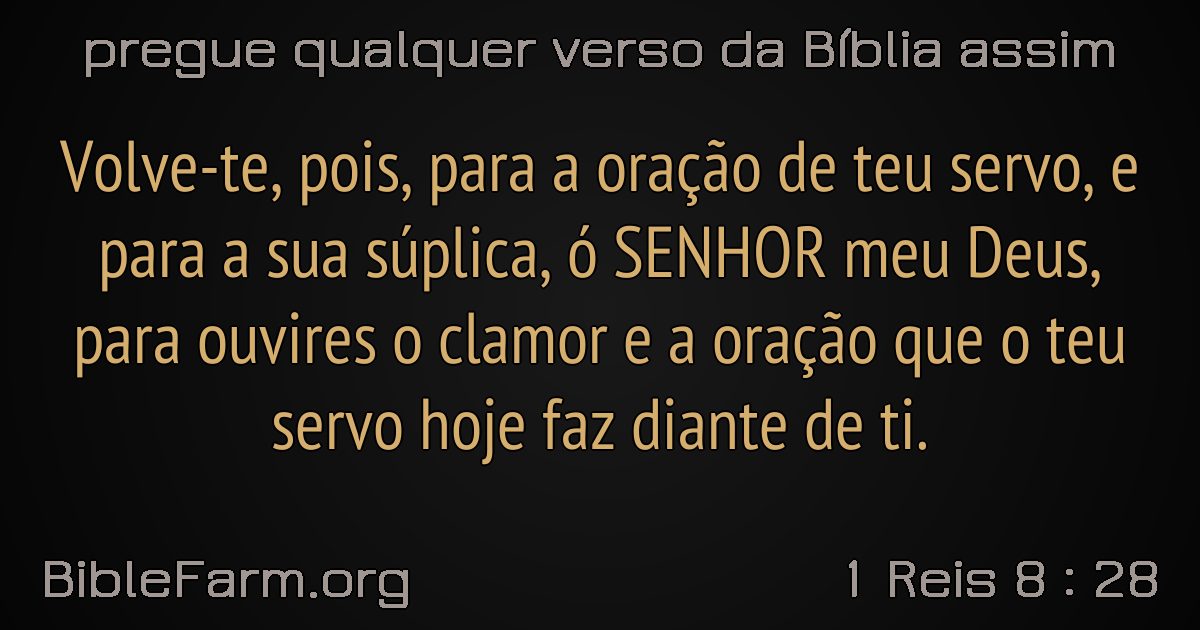 pregue qualquer verso da Bíblia assim
Volve-te, pois, para a oração de teu servo, e
para a sua súplica, ó SENHOR meu Deus,
para ouvires o clamor e a oração que o teu
servo hoje faz diante de ti.
BibleFarm.org
1 Reis 8 : 28